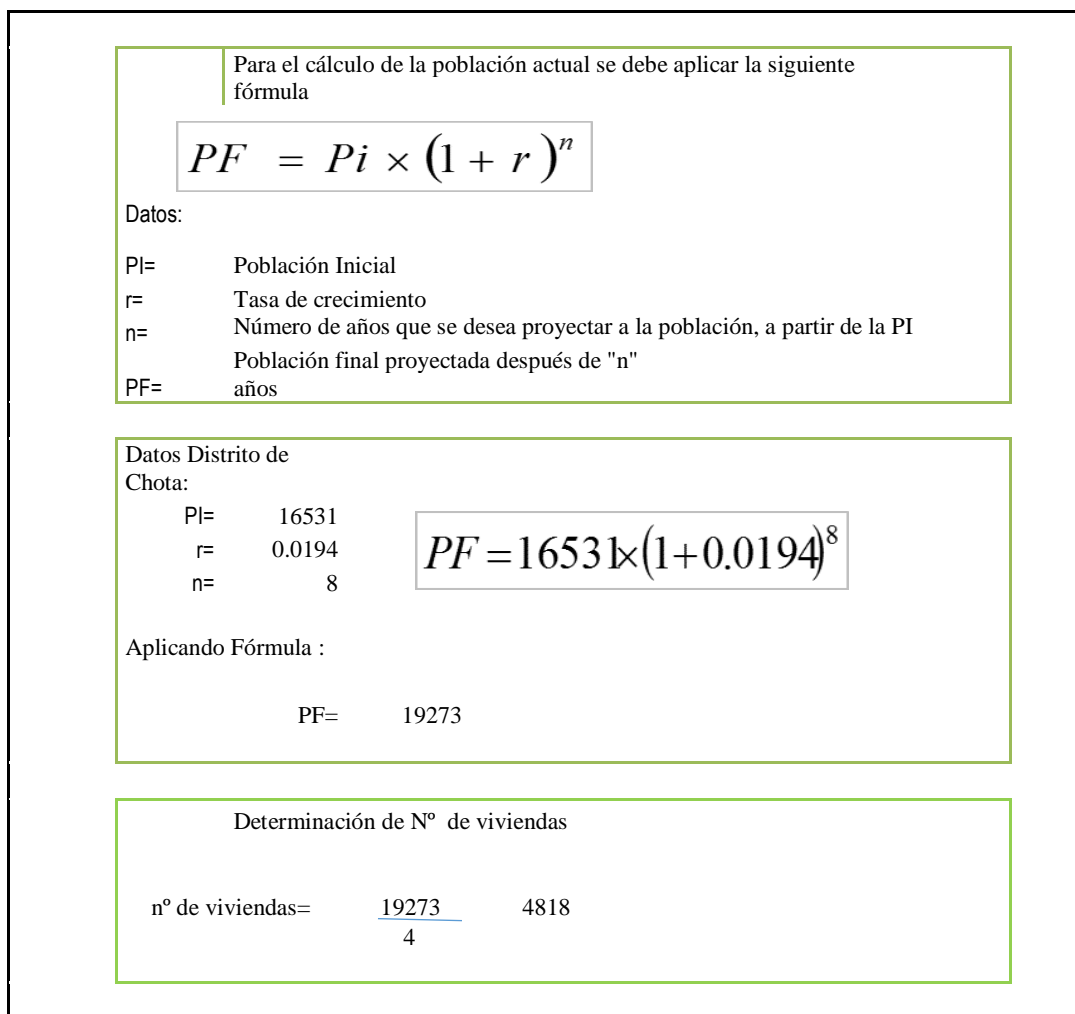 Para el cálculo de la población actual se debe aplicar la siguiente
fórmula
PF = Pi × (1 + r)^n
Datos:
PI= Población Inicial
r= Tasa de crecimiento
n= Número de años que se desea proyectar a la población, a partir de la PI
Población final proyectada después de "n"
PF= años
Datos Distrito de
Chota:
PI= 16531
r= 0.0194
n= 8
PF=16531×(1+0.0194)^8
Aplicando Fórmula :
PF= 19273
Determinación de Nº de viviendas
nº de viviendas= 19273 4818
4